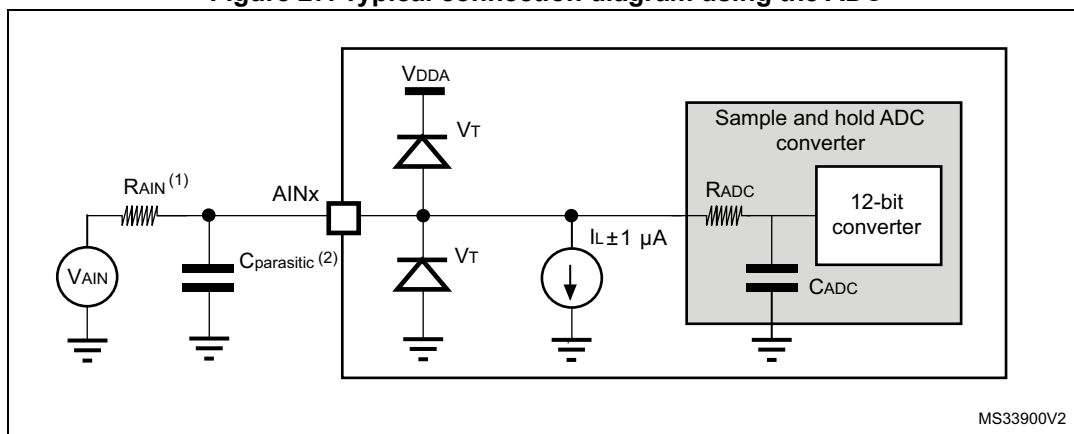 Figure Typical connection diagram using the ADC
VDDA
VT
Sample and hold ADC
converter
RAIN (1)
AINx
RADC
12-bit
converter
VAIN
Cparasitic (2)
VT
IL±1 µA
CADC
MS33900V2